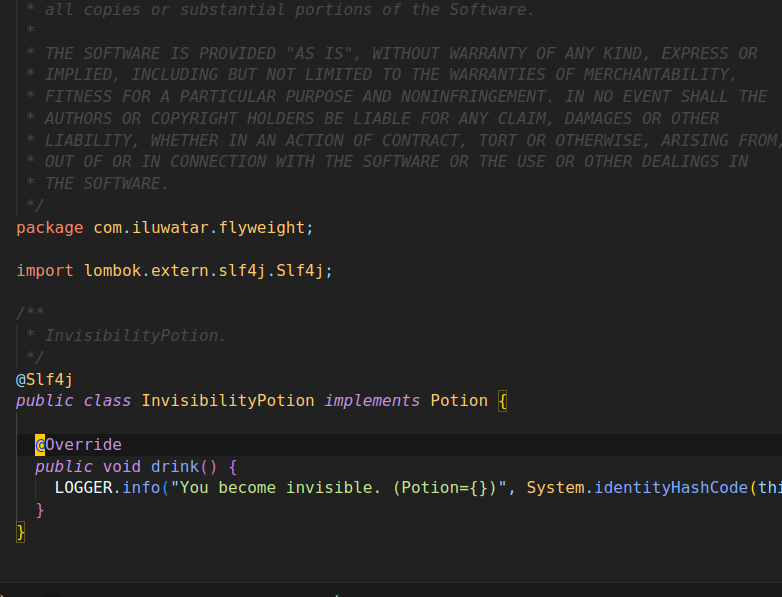 * all copies or substantial portions of the Software.
 *
 * THE SOFTWARE IS PROVIDED "AS IS", WITHOUT WARRANTY OF ANY KIND, EXPRESS OR
 * IMPLIED, INCLUDING BUT NOT LIMITED TO THE WARRANTIES OF MERCHANTABILITY,
 * FITNESS FOR A PARTICULAR PURPOSE AND NONINFRINGEMENT. IN NO EVENT SHALL THE
 * AUTHORS OR COPYRIGHT HOLDERS BE LIABLE FOR ANY CLAIM, DAMAGES OR OTHER
 * LIABILITY, WHETHER IN AN ACTION OF CONTRACT, TORT OR OTHERWISE, ARISING FROM,
 * OUT OF OR IN CONNECTION WITH THE SOFTWARE OR THE USE OR OTHER DEALINGS IN
 * THE SOFTWARE.
 */
package com.iluwatar.flyweight;

import lombok.extern.slf4j.Slf4j;

/**
 * InvisibilityPotion.
 */
@Slf4j
public class InvisibilityPotion implements Potion {

  @Override
  public void drink() {
    LOGGER.info("You become invisible. (Potion={})", System.identityHashCode(thi
  }
}